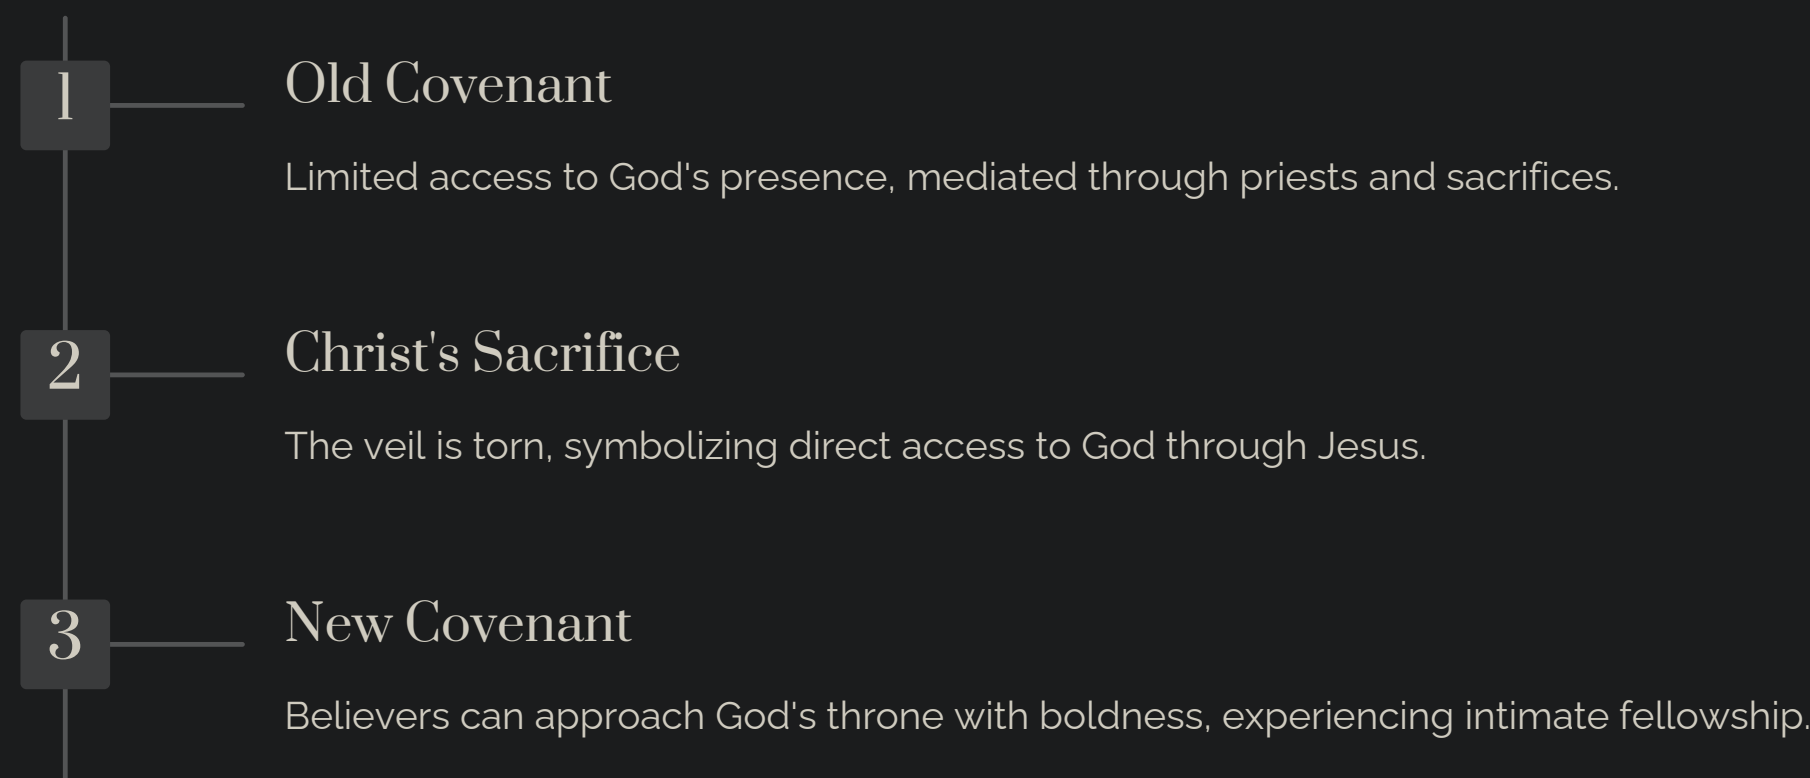 1
Old Covenant
Limited access to God's presence, mediated through priests and sacrifices.
2
Christ's Sacrifice
The veil is torn, symbolizing direct access to God through Jesus.
3
New Covenant
Believers can approach God's throne with boldness, experiencing intimate fellowship.